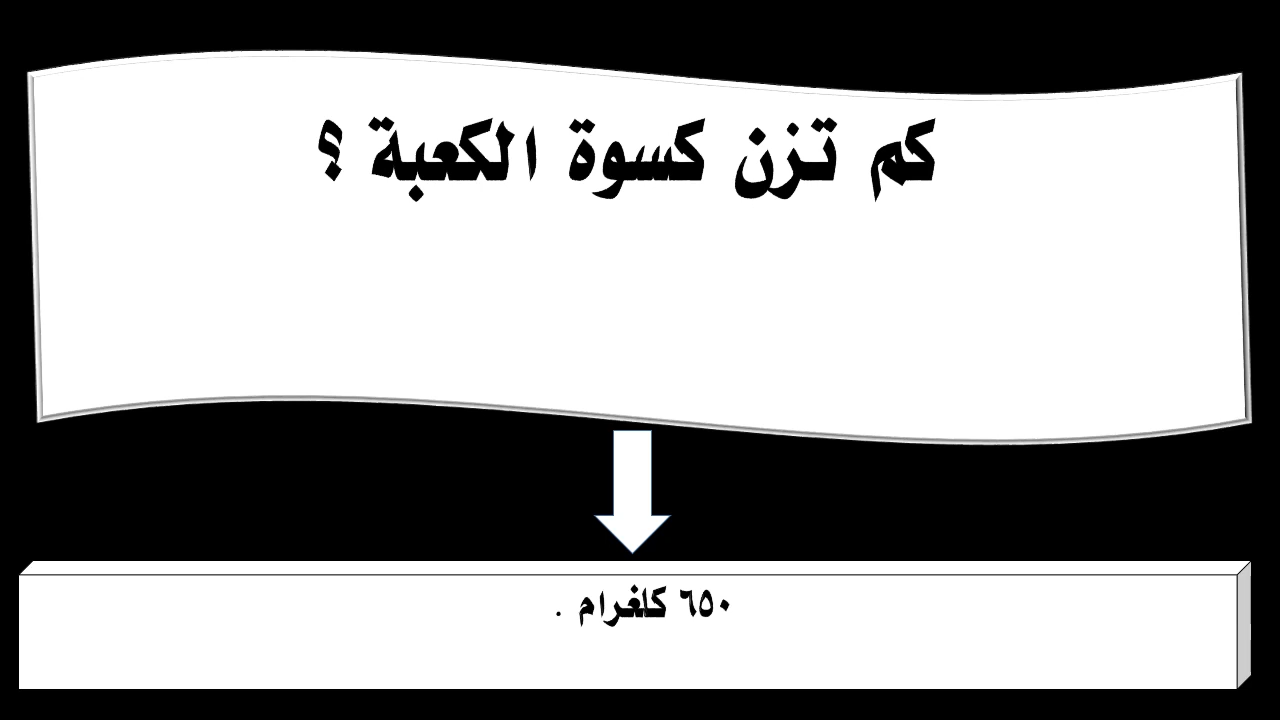 كم تزن كسوة الكعبة ؟
٦٥٠ كلغرام .